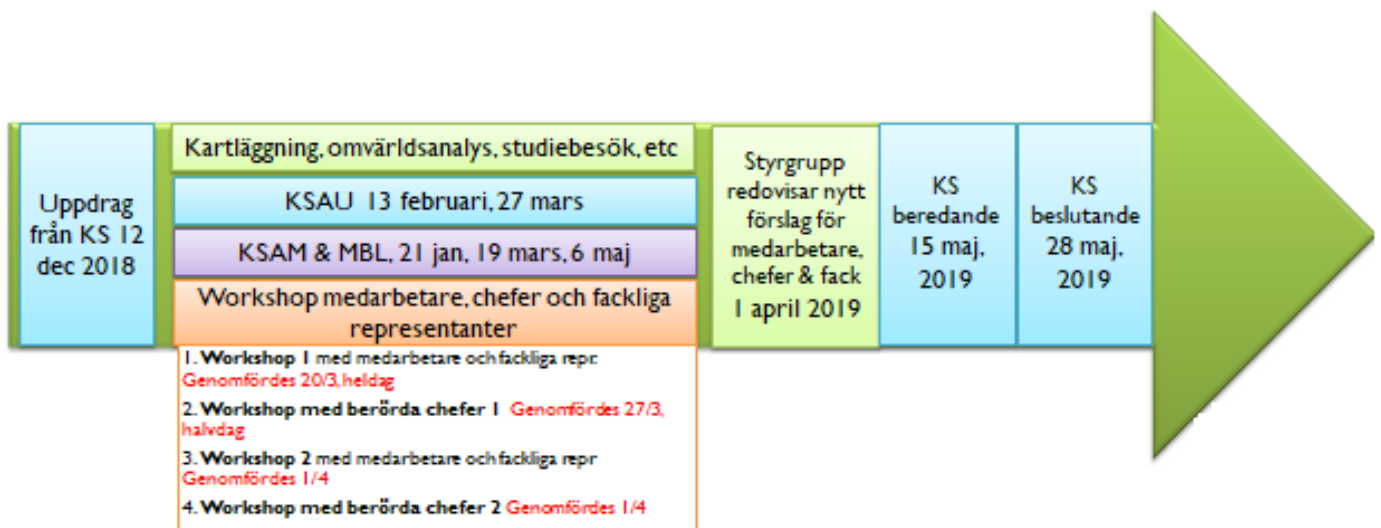 Uppdrag
från KS 12
dec 2018
Kartläggning, omvärldsanalys, studiebesök, etc
KSAU 13 februari, 27 mars
KSAM & MBL, 21 jan, 19 mars, 6 maj
Workshop medarbetare, chefer och fackliga
representanter
1. Workshop 1 med medarbetare och fackliga repr.
Genomfördes 20/3, heldag
2. Workshop med berörda chefer 1 Genomfördes 27/3,
halvdag
3. Workshop 2 med medarbetare och fackliga repr
Genomfördes 1/4
4. Workshop med berörda chefer 2 Genomfördes 1/4
Styrgrupp
redovisar nytt
förslag för
medarbetare,
chefer & fack
1 april 2019
KS
beredande
15 maj,
2019
KS
beslutande
28 maj,
2019